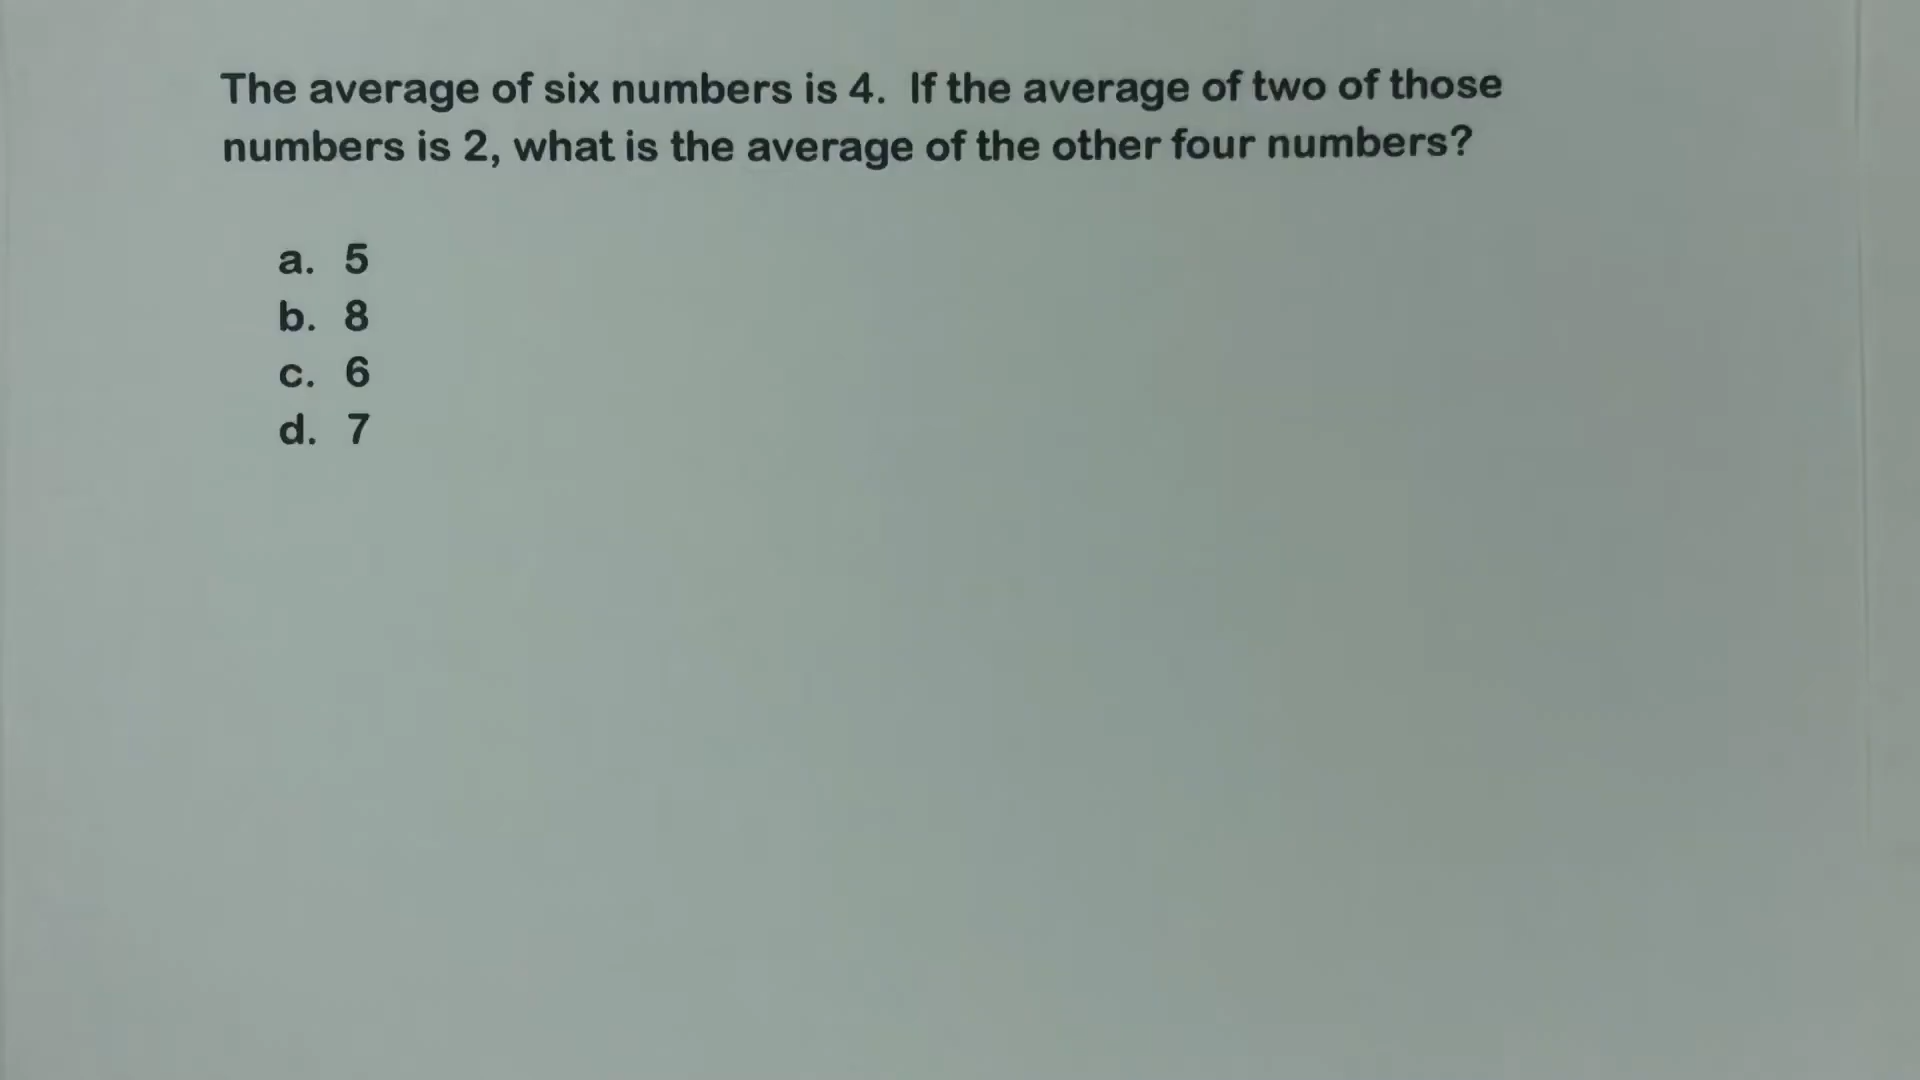 The average of six numbers is 4. If the average of two of those
numbers is 2, what is the average of the other four numbers?
a. 5
b. 8
c. 6
d. 7